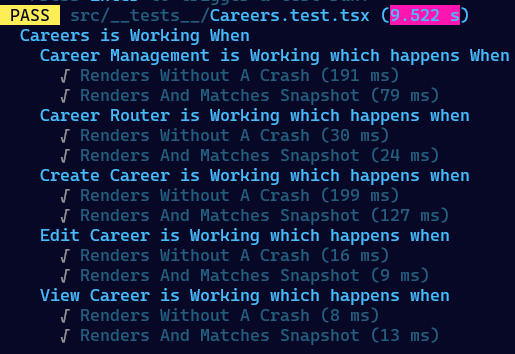 PASS src/__tests__/Careers.test.tsx (9.522 s)
Careers is Working When
Career Management is Working which happens When
√ Renders Without A Crash (191 ms)
√ Renders And Matches Snapshot (79 ms)
Career Router is Working which happens when
√ Renders Without A Crash (30 ms)
√ Renders And Matches Snapshot (24 ms)
Create Career is Working which happens when
√ Renders Without A Crash (199 ms)
√ Renders And Matches Snapshot (127 ms)
Edit Career is Working which happens when
√ Renders Without A Crash (16 ms)
√ Renders And Matches Snapshot (9 ms)
View Career is Working which happens when
√ Renders Without A Crash (8 ms)
√ Renders And Matches Snapshot (13 ms)